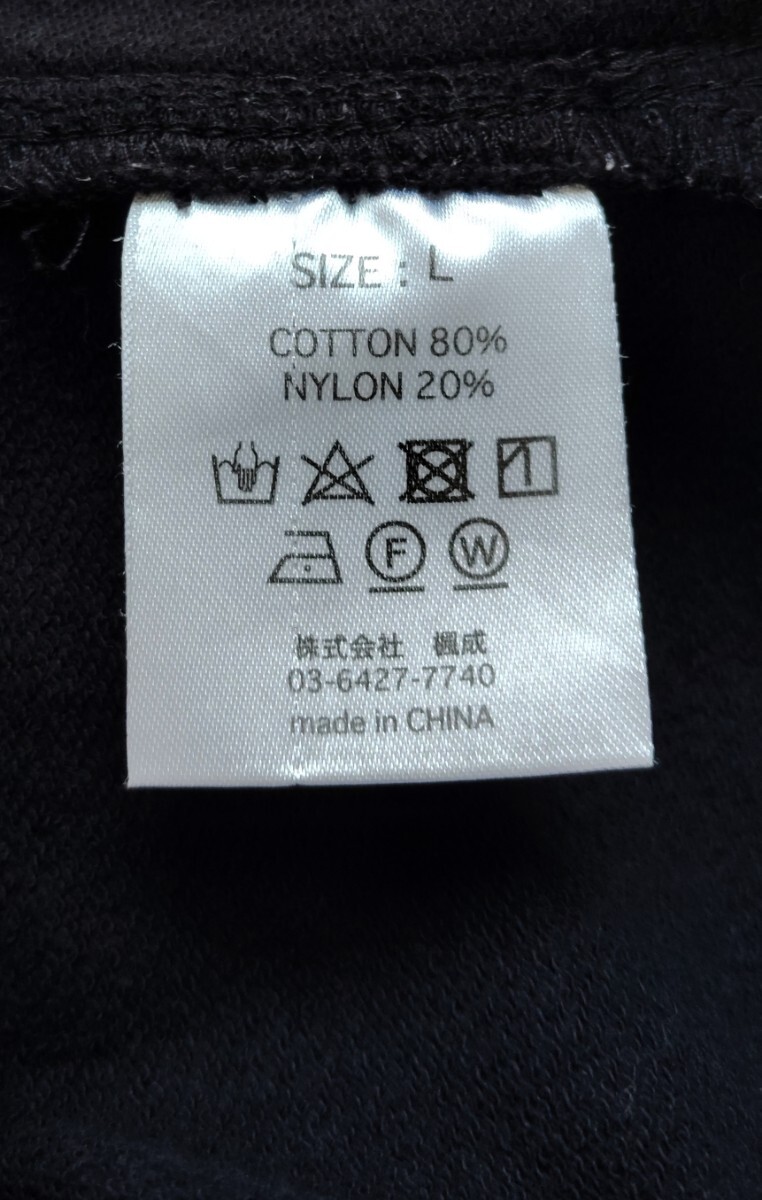 SIZE : L
COTTON 80%
NYLON 20%
F W
株式会社 楓成
03-6427-7740
made in CHINA